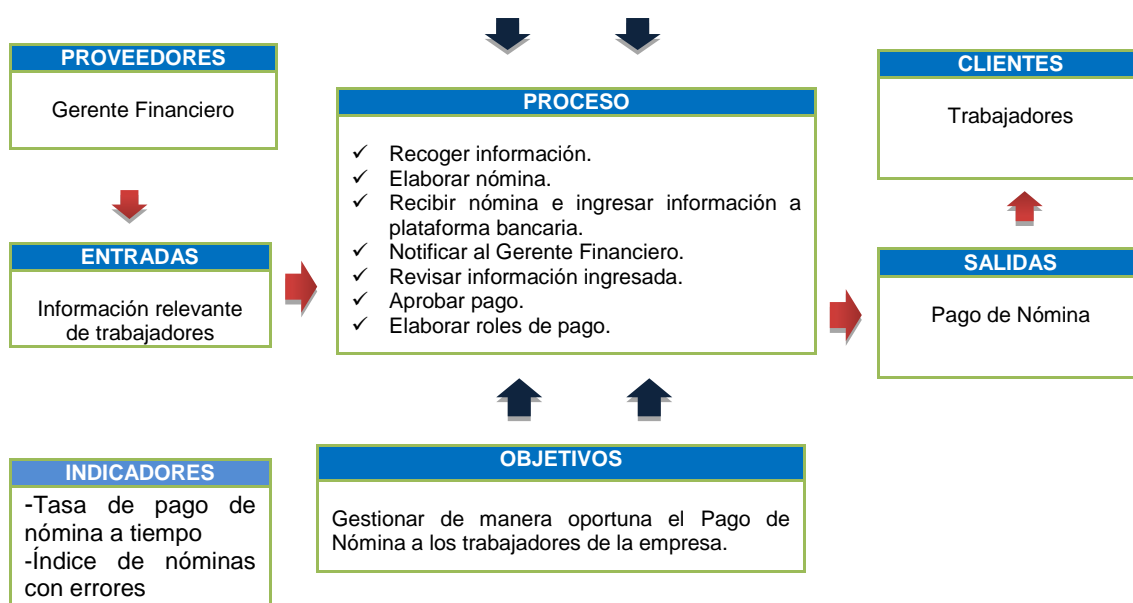 PROVEEDORES
Gerente Financiero
ENTRADAS
Información relevante
de trabajadores
PROCESO
✓ Recoger información.
✓ Elaborar nómina.
✓ Recibir nómina e ingresar información a
plataforma bancaria.
✓ Notificar al Gerente Financiero.
✓ Revisar información ingresada.
✓ Aprobar pago.
✓ Elaborar roles de pago.
CLIENTES
Trabajadores
SALIDAS
Pago de Nómina
INDICADORES
-Tasa de pago de
nómina a tiempo
-Índice de nóminas
con errores
OBJETIVOS
Gestionar de manera oportuna el Pago de
Nómina a los trabajadores de la empresa.